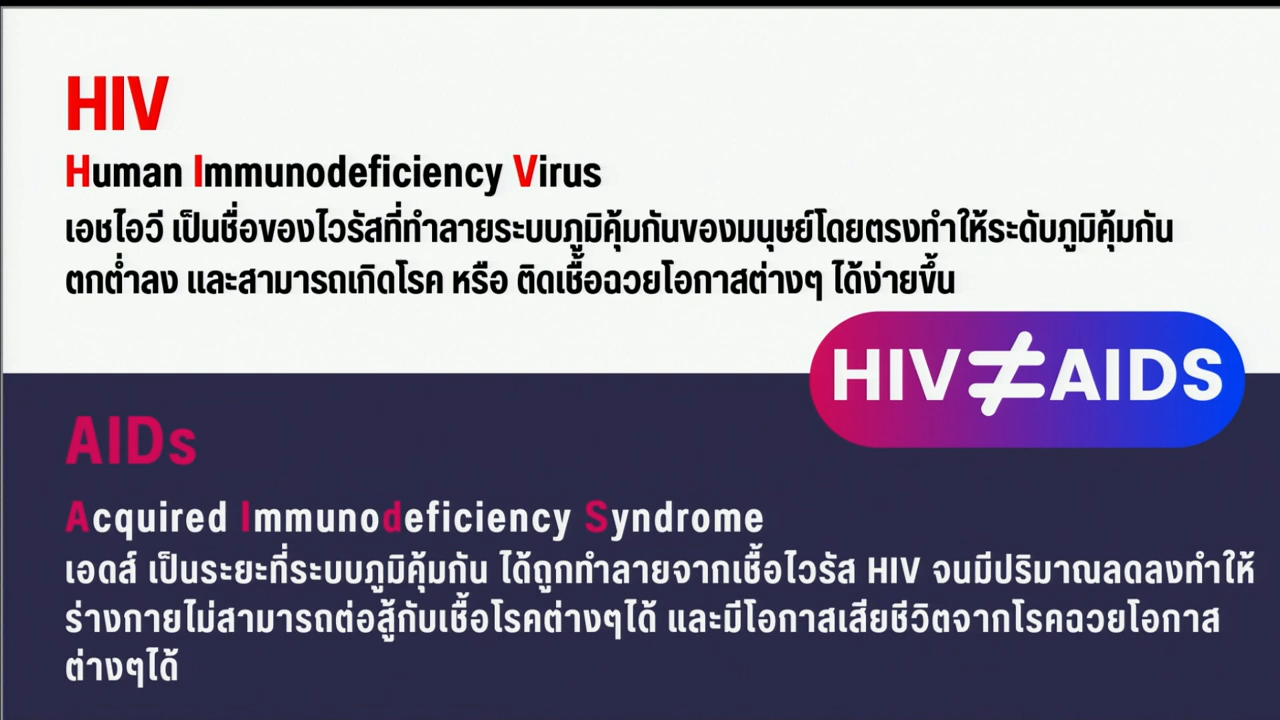 HIV
Human Immunodeficiency Virus
เอชไอวี เป็นชื่อของไวรัสที่ทำลายระบบภูมิคุ้มกันของมนุษย์โดยตรงทำให้ระดับภูมิคุ้มกัน
ตกต่ำลง และสามารถเกิดโรค หรือ ติดเชื้อฉวยโอกาสต่างๆ ได้ง่ายขึ้น
HIV≠AIDS
AIDs
Acquired Immunodeficiency Syndrome
เอดส์ เป็นระยะที่ระบบภูมิคุ้มกัน ได้ถูกทำลายจากเชื้อไวรัส HIV จนมีปริมาณลดลงทำให้
ร่างกายไม่สามารถต่อสู้กับเชื้อโรคต่างๆได้ และมีโอกาสเสียชีวิตจากโรคฉวยโอกาส
ต่างๆได้